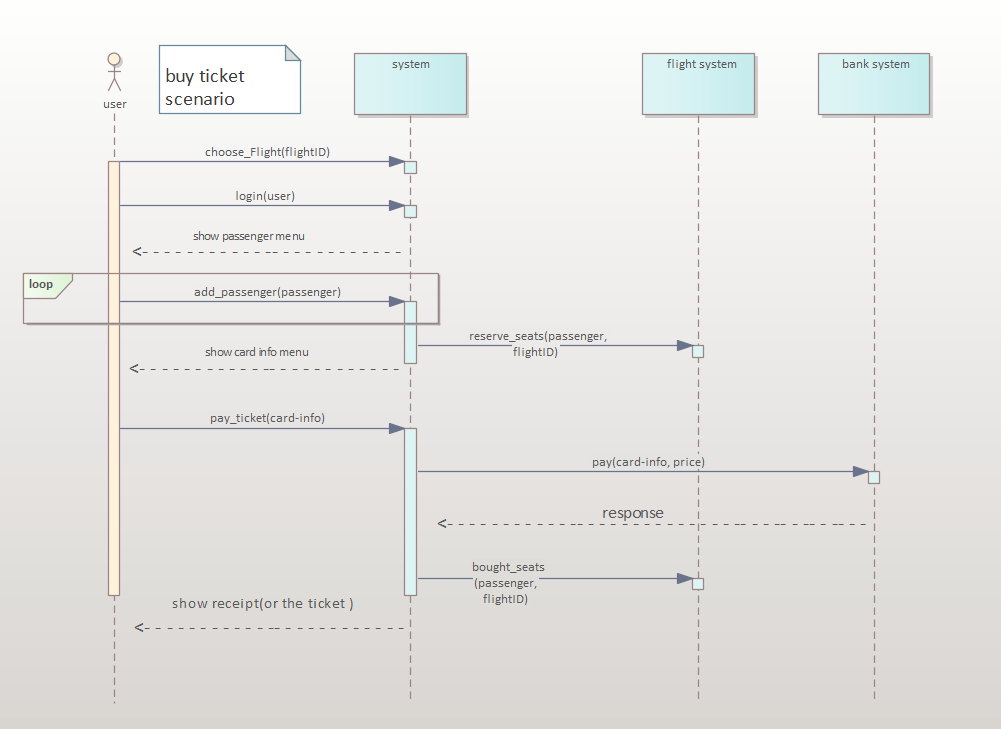 buy ticket
scenario
user
system
flight system
bank system
choose_Flight(flightID)
login(user)
show passenger menu
loop
add_passenger(passenger)
reserve_seats(passenger,
flightID)
show card info menu
pay_ticket(card-info)
pay(card-info, price)
response
bought_seats
(passenger,
flightID)
show receipt(or the ticket )